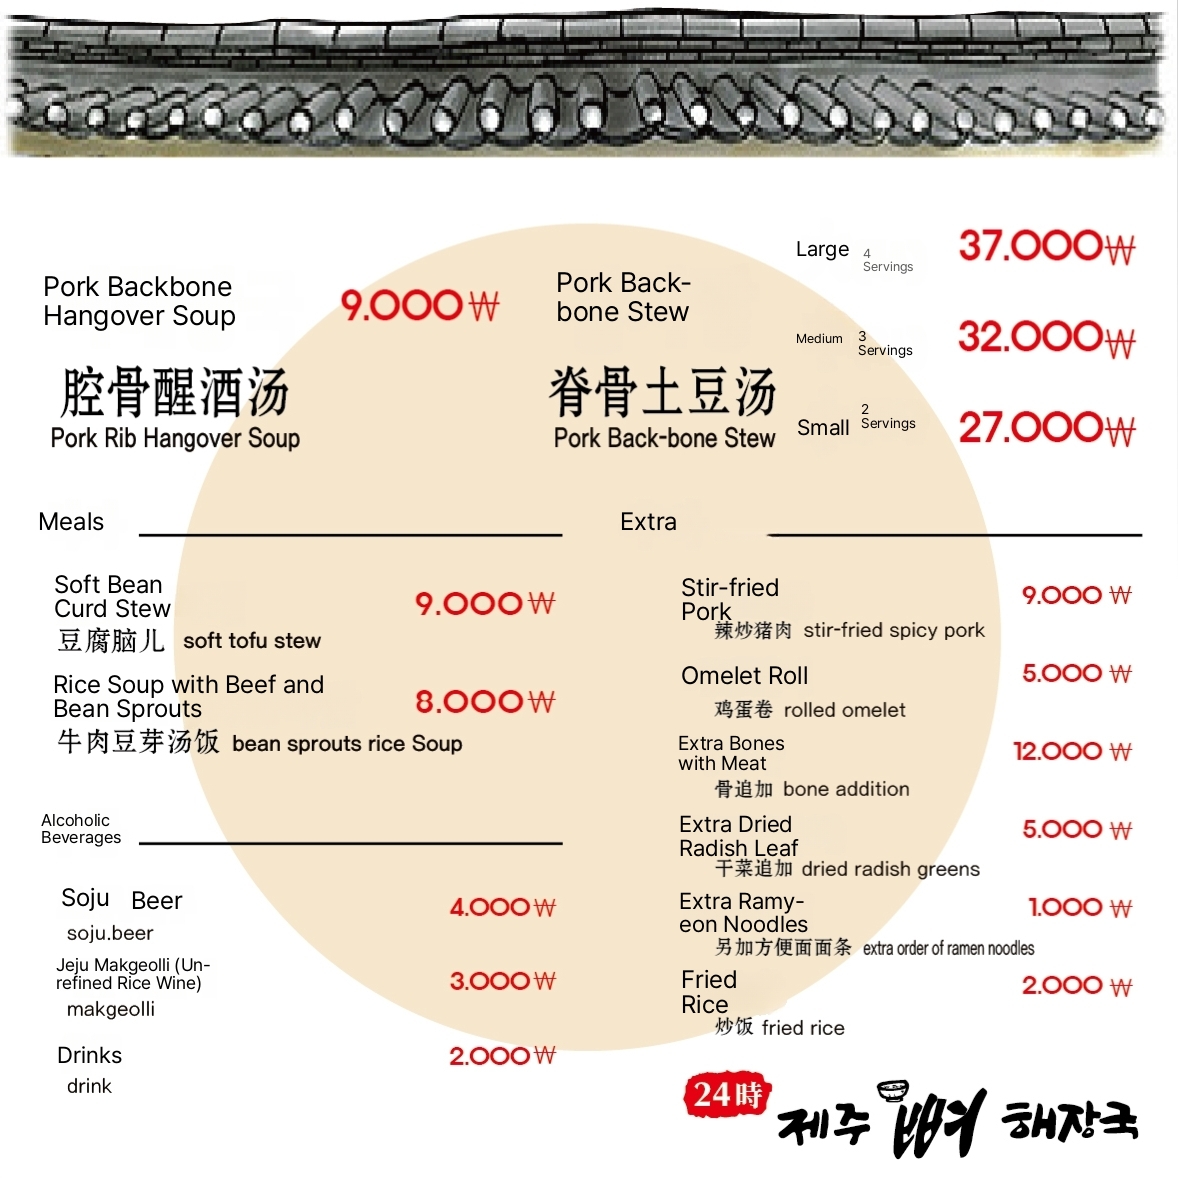 Pork Backbone
Hangover Soup
9.000₩
腔骨醒酒汤
Pork Rib Hangover Soup
Pork Back-
bone Stew
脊骨土豆汤
Pork Back-bone Stew
Large 4 Servings 37.000₩
Medium 3 Servings 32.000₩
Small 2 Servings 27.000₩
Meals
Soft Bean
Curd Stew
9.000₩
豆腐脑儿 soft tofu stew
Rice Soup with Beef and
Bean Sprouts
8.000₩
牛肉豆芽汤饭 bean sprouts rice Soup
Alcoholic
Beverages
Soju Beer 4.000₩
soju.beer
Jeju Makgeolli (Un-
refined Rice Wine)
3.000₩
makgeolli
Drinks 2.000₩
drink
Extra
Stir-fried
Pork
9.000 ₩
辣炒猪肉 stir-fried spicy pork
Omelet Roll 5.000 ₩
鸡蛋卷 rolled omelet
Extra Bones
with Meat
12.000 ₩
骨追加 bone addition
Extra Dried
Radish Leaf
5.000 ₩
干菜追加 dried radish greens
Extra Ramy-
eon Noodles
1.000 ₩
另加方便面面条 extra order of ramen noodles
Fried
Rice
2.000 ₩
炒饭 fried rice
24時 제주 뼈 해장국